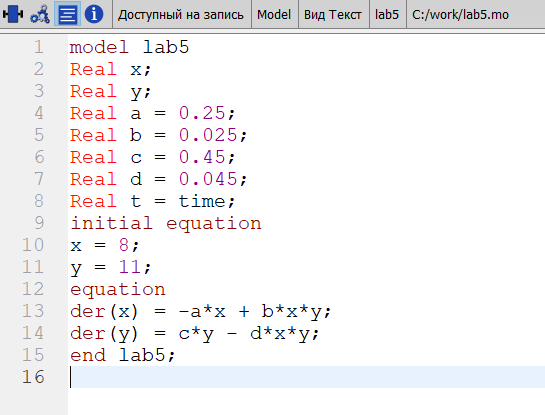 Доступный на запись Model Вид Текст lab5 C:/work/lab5.mo
1 model lab5
2 Real x;
3 Real y;
4 Real a = 0.25;
5 Real b = 0.025;
6 Real c = 0.45;
7 Real d = 0.045;
8 Real t = time;
9 initial equation
10 x = 8;
11 y = 11;
12 equation
13 der(x) = -a*x + b*x*y;
14 der(y) = c*y - d*x*y;
15 end lab5;
16